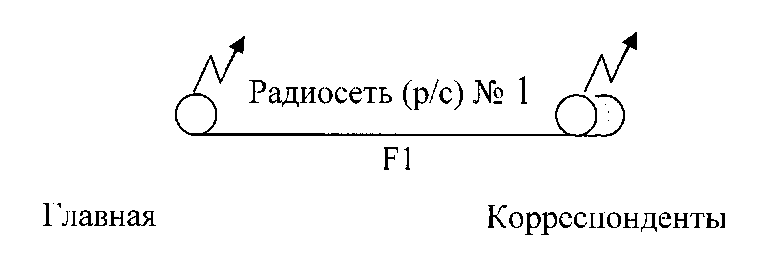 Радиосеть (р/с) № 1
F1
Главная
Корреспонденты